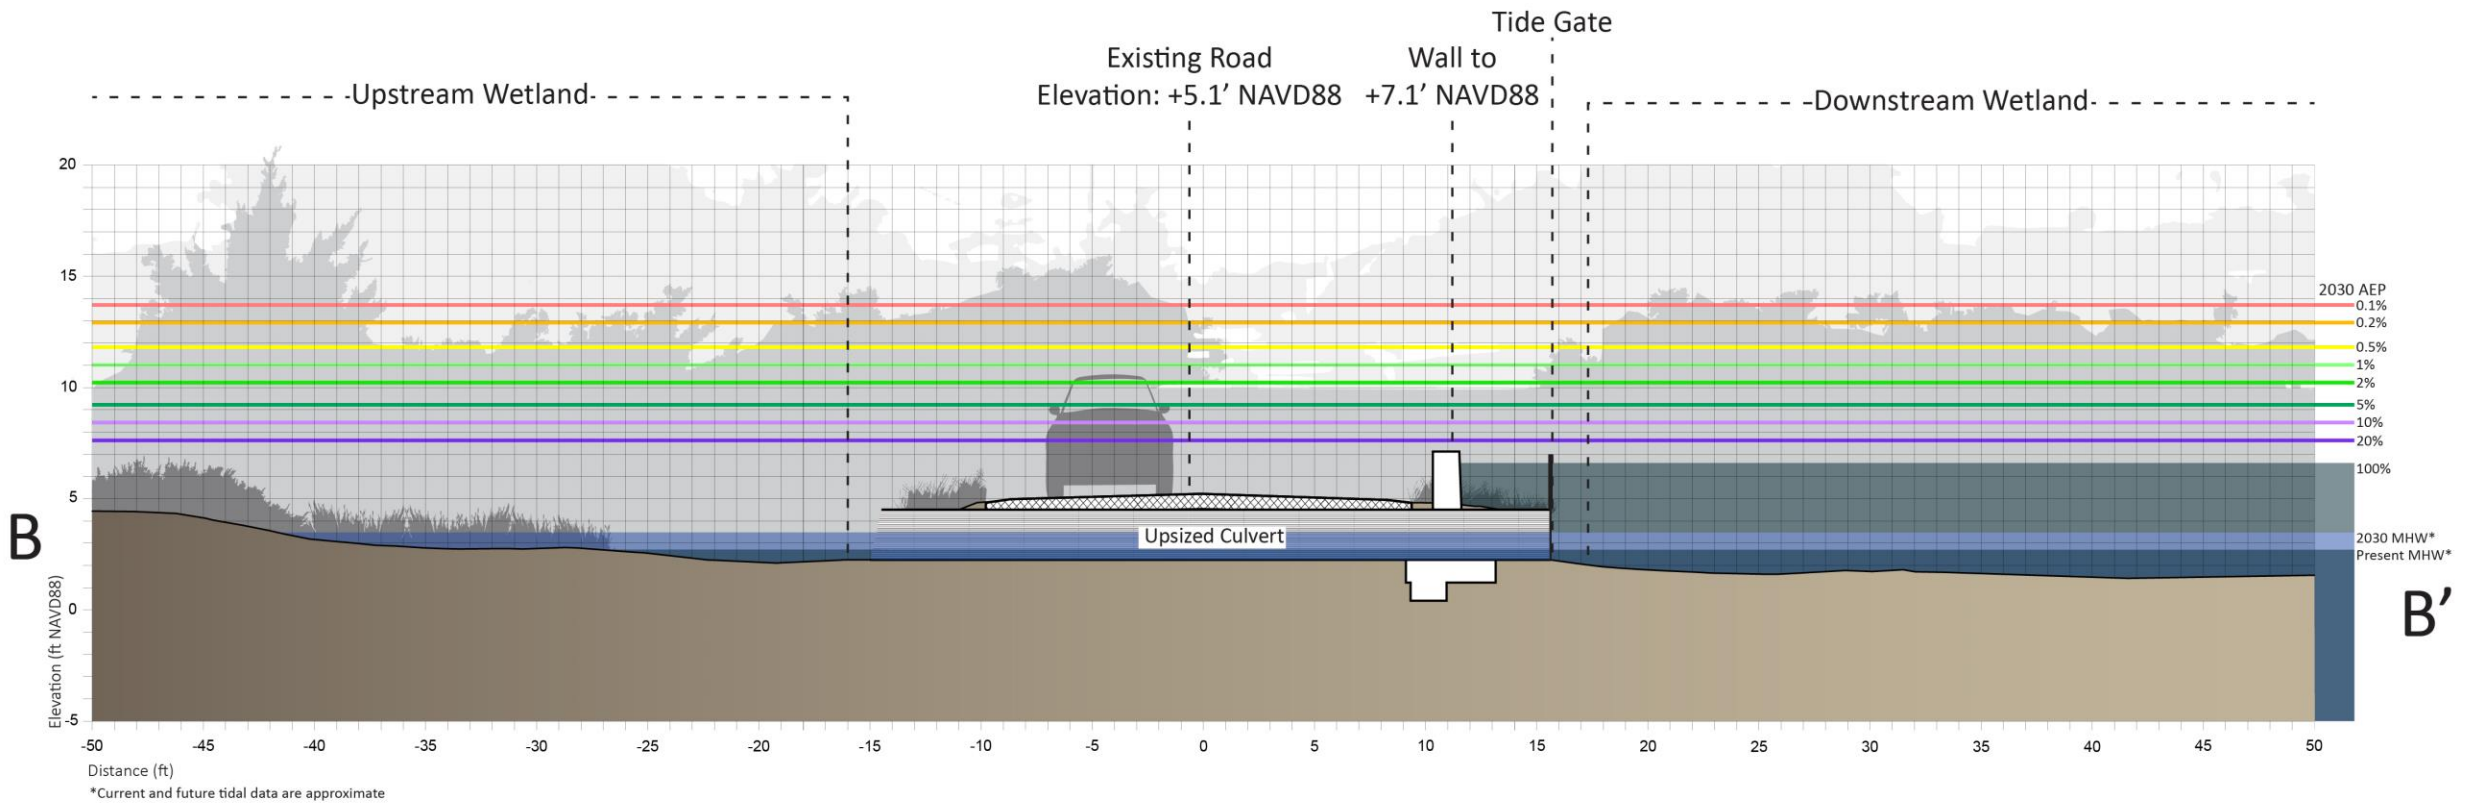 Tide Gate
Existing Road
Elevation: +5.1’ NAVD88
Wall to
+7.1’ NAVD88
Upstream Wetland
Downstream Wetland
20
15
10
5
0
-5
Elevation (ft NAVD88)
2030 AEP
0.1%
0.2%
0.5%
1%
2%
5%
10%
20%
100%
2030 MHW*
Present MHW*
B
Upsized Culvert
B’
-50 -45 -40 -35 -30 -25 -20 -15 -10 -5 0 5 10 15 20 25 30 35 40 45 50
Distance (ft)
*Current and future tidal data are approximate